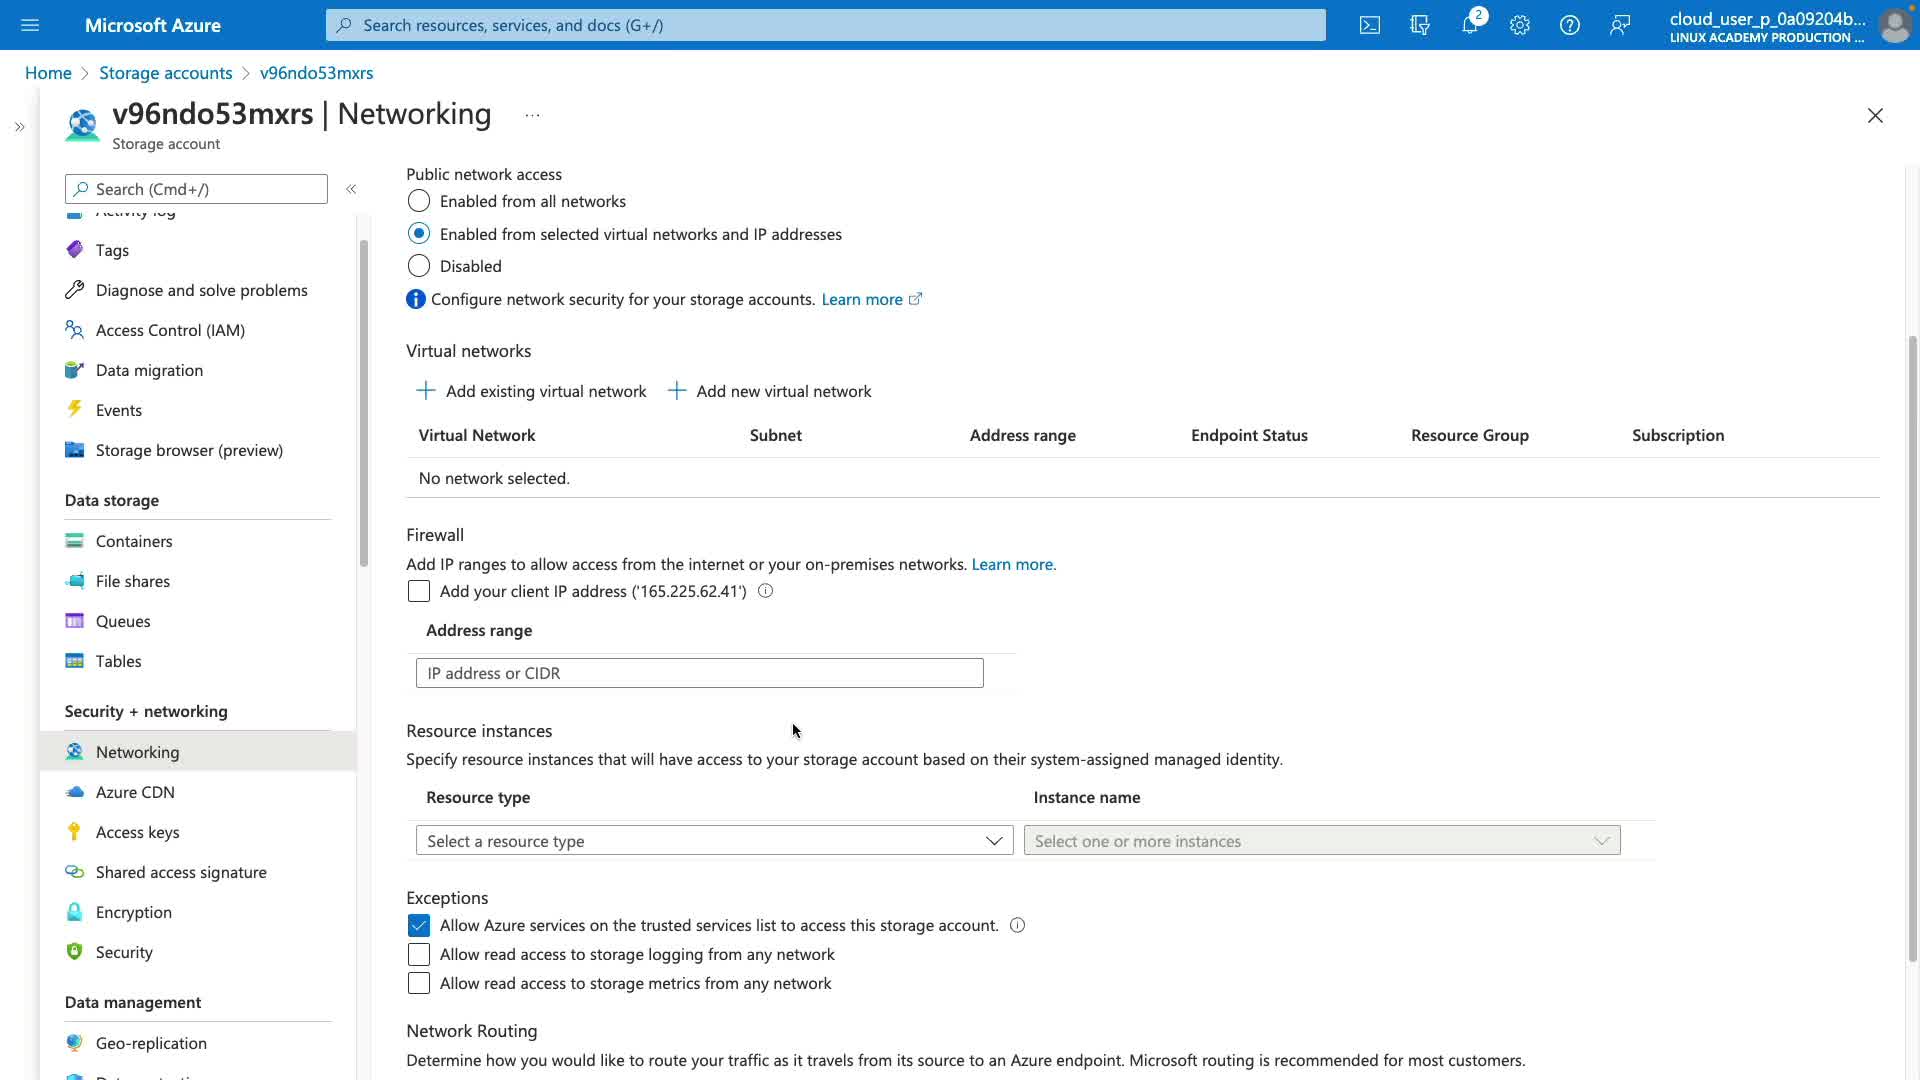 Microsoft Azure
Search resources, services, and docs (G+/)
2
cloud_user_p_0a09204b...
LINUX ACADEMY PRODUCTION ...
Home > Storage accounts > v96ndo53mxrs
v96ndo53mxrs | Networking ...
Storage account
Search (Cmd+/)
Activity log
Tags
Diagnose and solve problems
Access Control (IAM)
Data migration
Events
Storage browser (preview)
Data storage
Containers
File shares
Queues
Tables
Security + networking
Networking
Azure CDN
Access keys
Shared access signature
Encryption
Security
Data management
Geo-replication
Public network access
Enabled from all networks
Enabled from selected virtual networks and IP addresses
Disabled
Configure network security for your storage accounts. Learn more
Virtual networks
Add existing virtual network Add new virtual network
Virtual Network Subnet Address range Endpoint Status Resource Group Subscription
No network selected.
Firewall
Add IP ranges to allow access from the internet or your on-premises networks. Learn more.
Add your client IP address ('165.225.62.41')
Address range
IP address or CIDR
Resource instances
Specify resource instances that will have access to your storage account based on their system-assigned managed identity.
Resource type Instance name
Select a resource type Select one or more instances
Exceptions
Allow Azure services on the trusted services list to access this storage account.
Allow read access to storage logging from any network
Allow read access to storage metrics from any network
Network Routing
Determine how you would like to route your traffic as it travels from its source to an Azure endpoint. Microsoft routing is recommended for most customers.